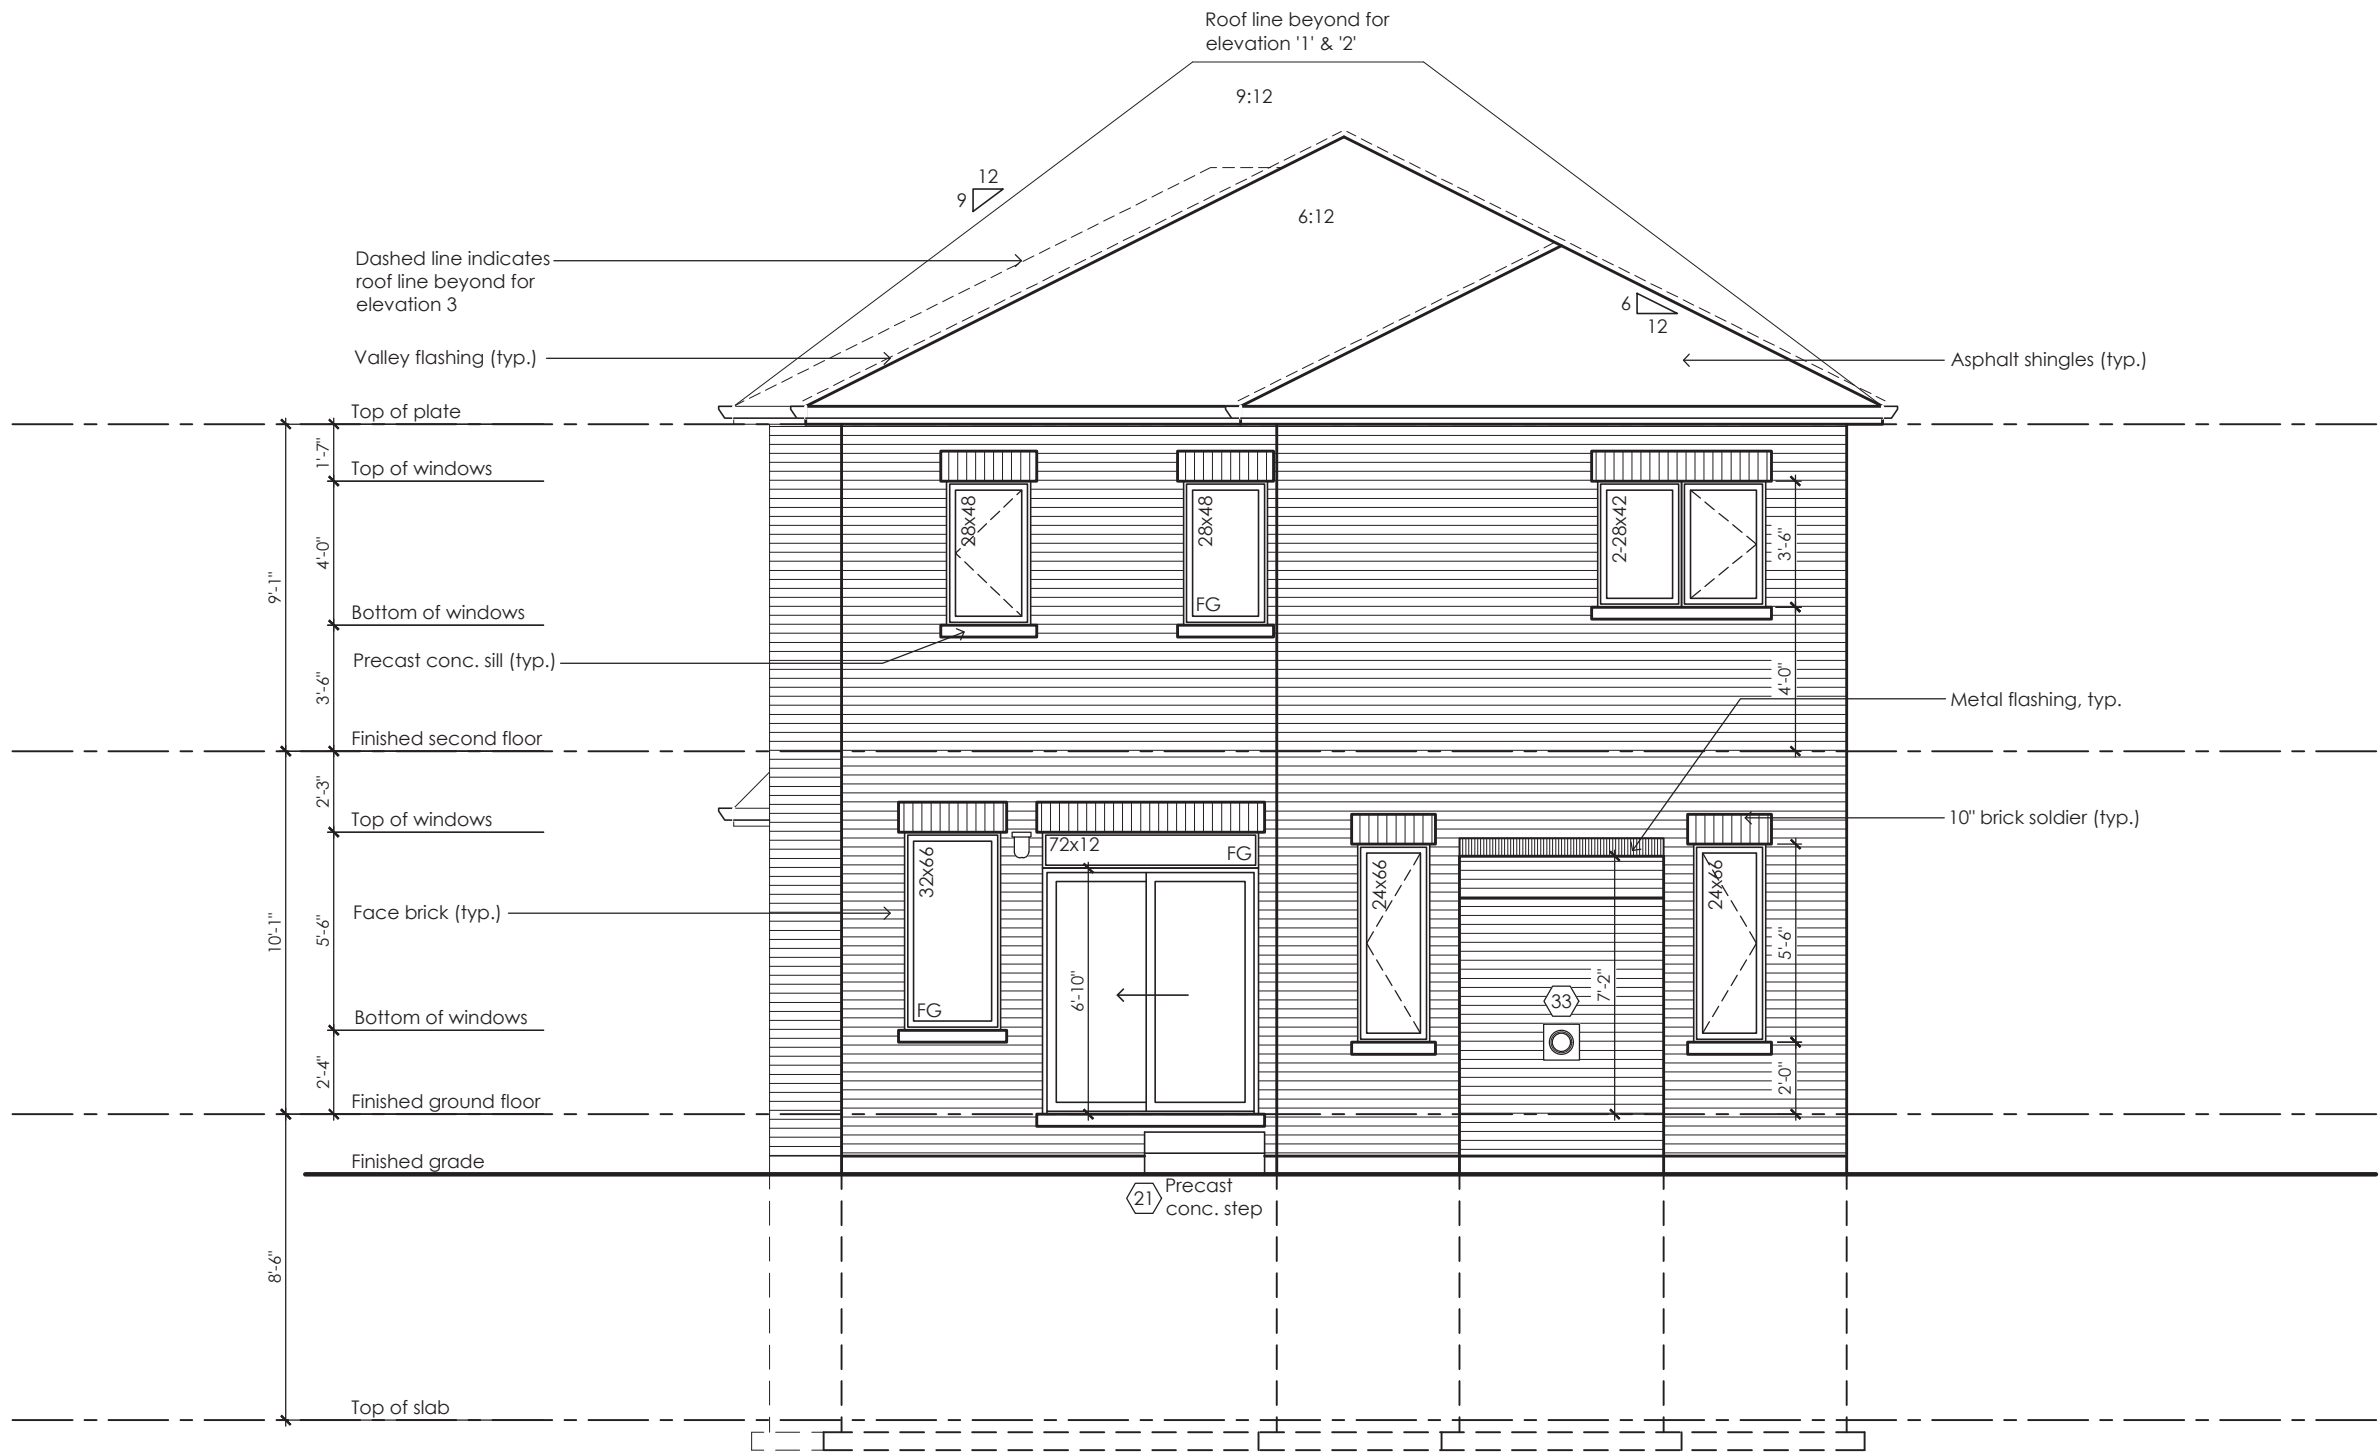 Roof line beyond for
elevation '1' & '2'
9:12
12
9
6:12
Dashed line indicates
roof line beyond for
elevation 3
6
12
Valley flashing (typ.)
Asphalt shingles (typ.)
Top of plate
1'-7"
Top of windows
28x48
28x48
2-28x42
4'-0"
3'-6"
9'-1"
FG
Bottom of windows
Precast conc. sill (typ.)
3'-6"
4'-0"
Metal flashing, typ.
Finished second floor
2'-3"
Top of windows
10" brick soldier (typ.)
72x12
FG
32x66
24x66
24x66
Face brick (typ.)
10'-1"
5'-6"
5'-6"
6'-10"
7'-2"
33
FG
Bottom of windows
2'-4"
2'-0"
Finished ground floor
Finished grade
21
Precast
conc. step
8'-6"
Top of slab